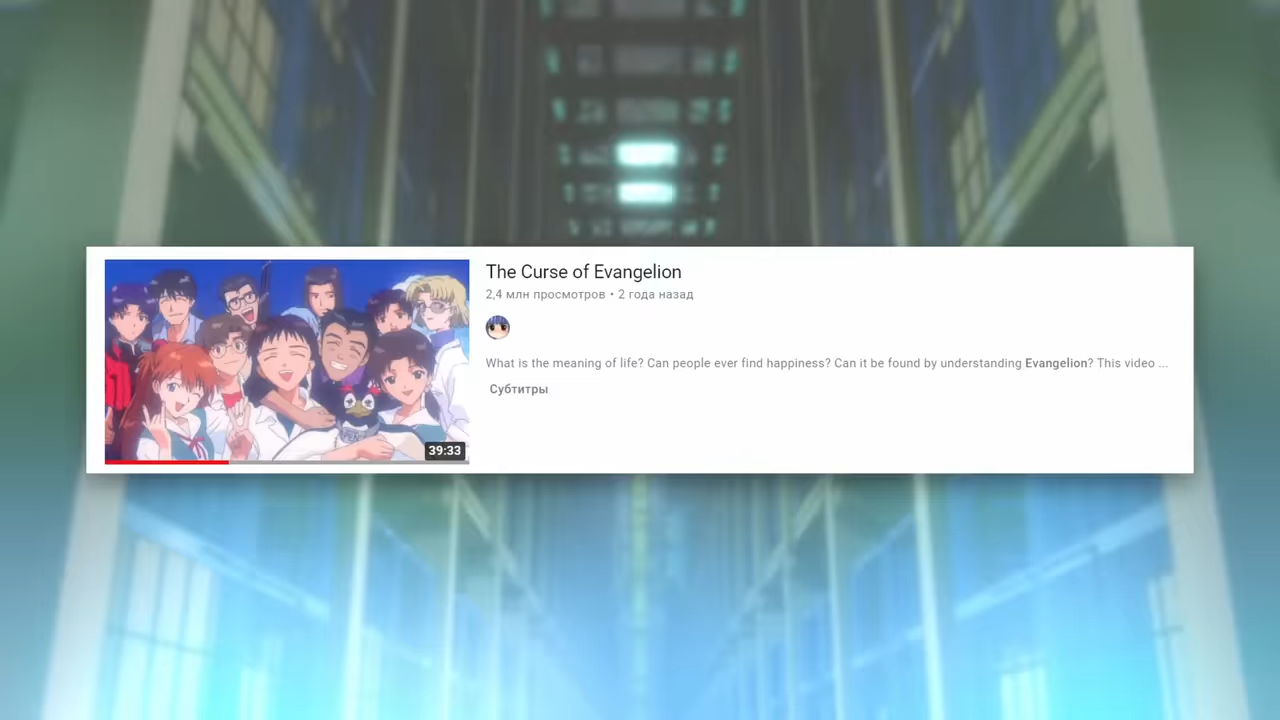 The Curse of Evangelion
2,4 млн просмотров • 2 года назад
What is the meaning of life? Can people ever find happiness? Can it be found by understanding Evangelion? This video ...
Субтитры
39:33